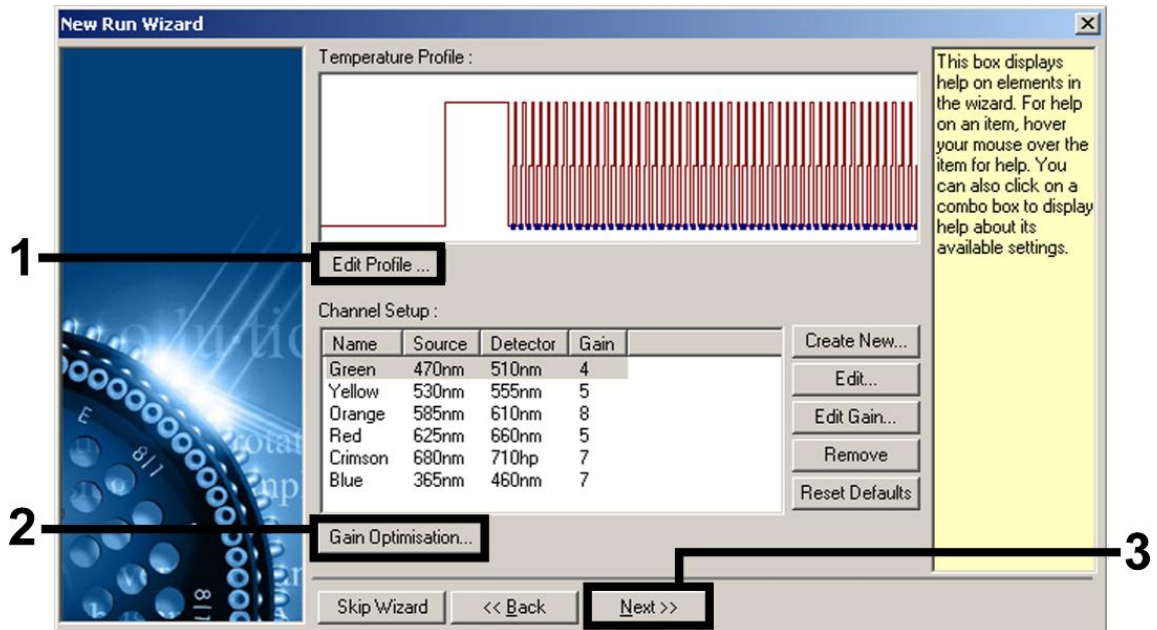 New Run Wizard
Temperature Profile :
This box displays
help on elements in
the wizard. For help
on an item, hover
your mouse over the
item for help. You
can also click on a
combo box to display
help about its
available settings.
1
Edit Profile ...
Channel Setup :
Name Source Detector Gain
Green 470nm 510nm 4
Yellow 530nm 555nm 5
Orange 585nm 610nm 8
Red 625nm 660nm 5
Crimson 680nm 710hp 7
Blue 365nm 460nm 7
Create New...
Edit...
Edit Gain...
Remove
Reset Defaults
2
Gain Optimisation...
3
Skip Wizard
<< Back
Next >>
E
8|1
8|1